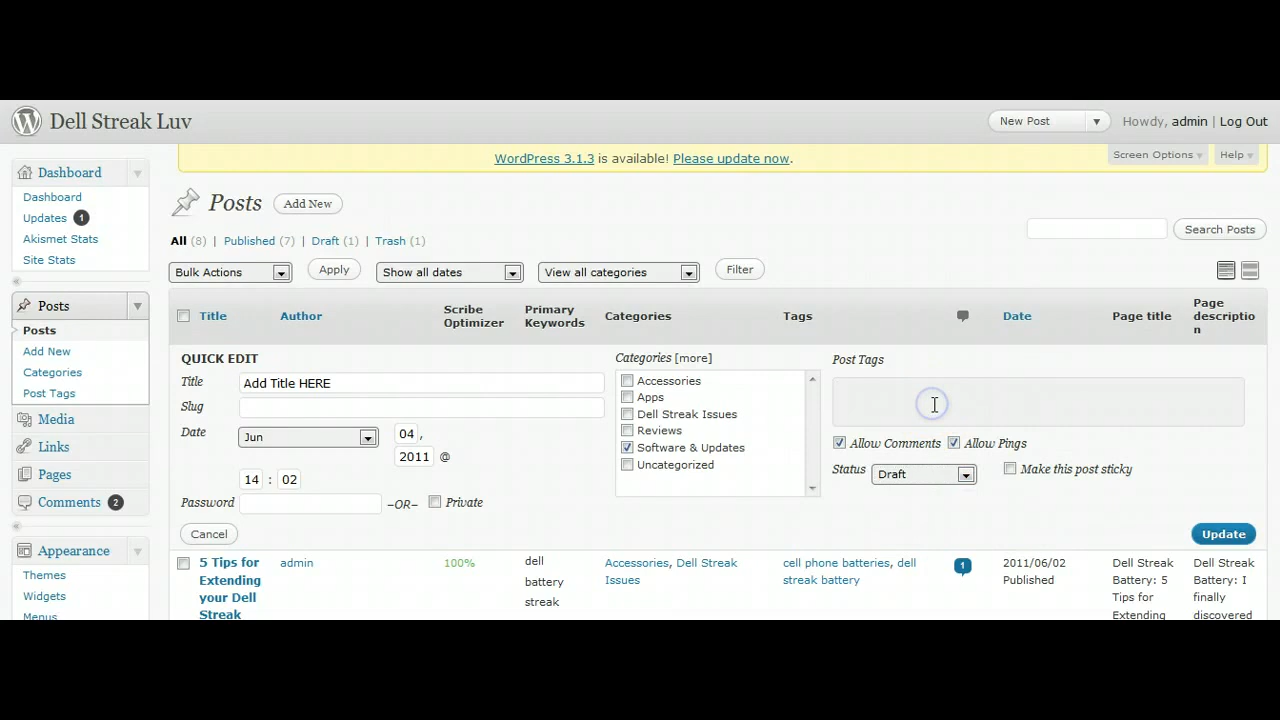 Dell Streak Luv
New Post
Howdy, admin | Log Out
WordPress 3.1.3 is available! Please update now.
Screen Options
Help
Dashboard
Dashboard
Updates 1
Akismet Stats
Site Stats
Posts
Posts
Add New
Categories
Post Tags
Media
Links
Pages
Comments 2
Appearance
Themes
Widgets
Menus
Posts Add New
All (8) | Published (7) | Draft (1) | Trash (1)
Search Posts
Bulk Actions Apply Show all dates View all categories Filter
Title Author Scribe Optimizer Primary Keywords Categories Tags Date Page title Page descriptio n
QUICK EDIT
Title Add Title HERE
Slug
Date Jun 04 , 2011 @
14 : 02
Password –OR– Private
Categories [more]
Accessories
Apps
Dell Streak Issues
Reviews
Software & Updates
Uncategorized
Post Tags
Allow Comments Allow Pings
Status Draft Make this post sticky
Cancel Update
5 Tips for
Extending
your Dell
Streak
admin
100%
dell
battery
streak
Accessories, Dell Streak
Issues
cell phone batteries, dell
streak battery
1
2011/06/02
Published
Dell Streak
Battery: 5
Tips for
Extending
Dell Streak
Battery: I
finally
discovered